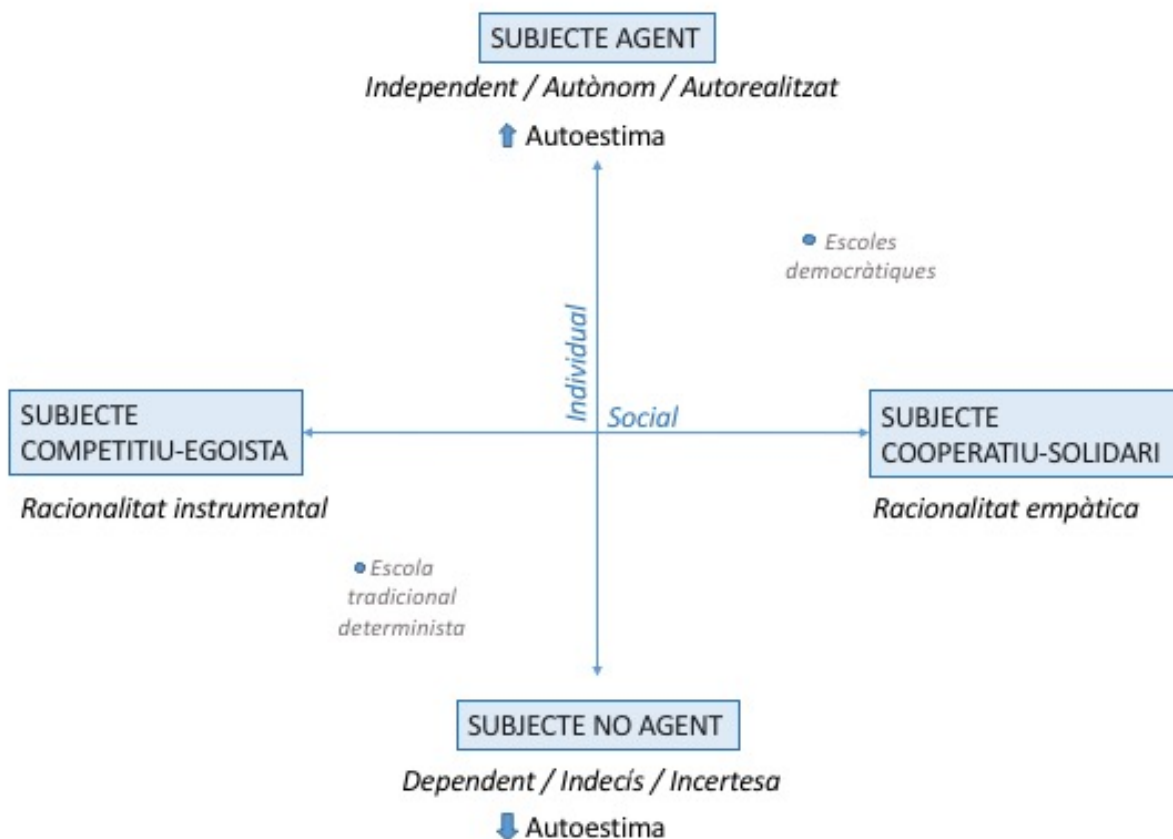 SUBJECTE AGENT
Independent / Autònom / Autorealitzat
Autoestima
Escoles
democràtiques
Individual
Social
SUBJECTE
COMPETITIU-EGOISTA
Racionalitat instrumental
SUBJECTE
COOPERATIU-SOLIDARI
Racionalitat empàtica
Escola
tradicional
determinista
SUBJECTE NO AGENT
Dependent / Indecís / Incertesa
Autoestima